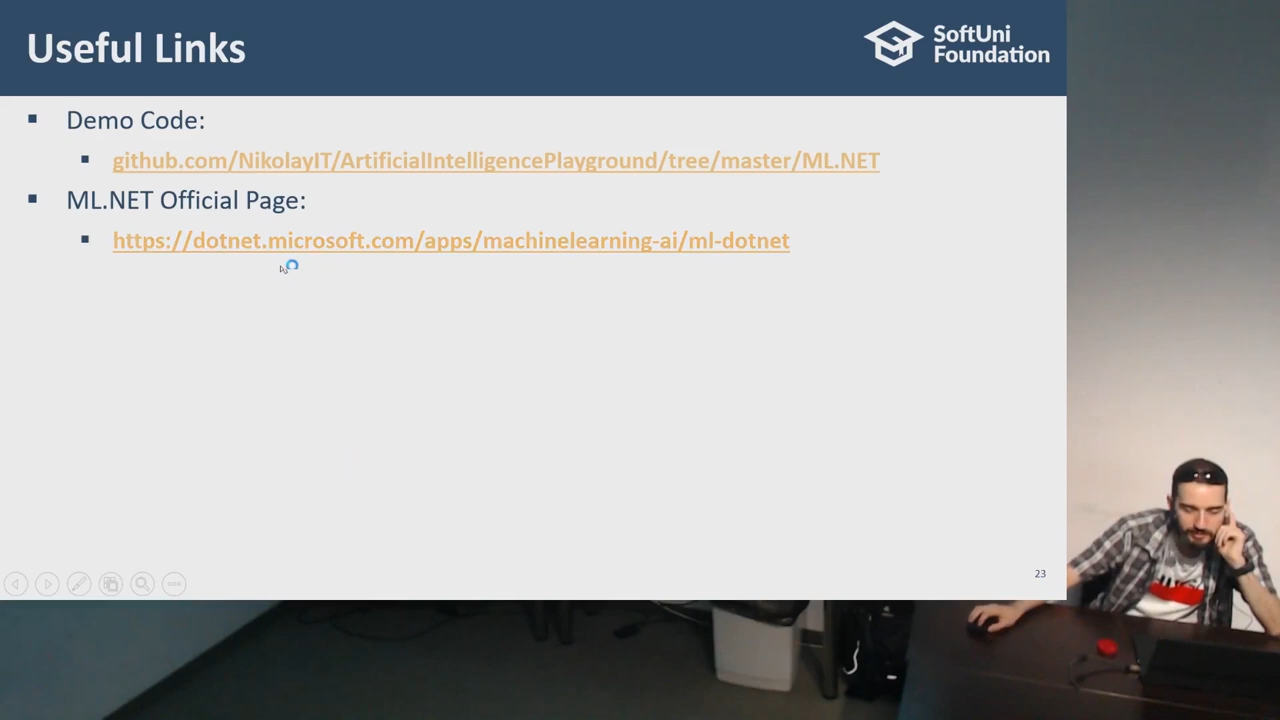 Useful Links
SoftUni
Foundation
Demo Code:
github.com/NikolayIT/ArtificialIntelligencePlayground/tree/master/ML.NET
ML.NET Official Page:
https://dotnet.microsoft.com/apps/machinelearning-ai/ml-dotnet
23